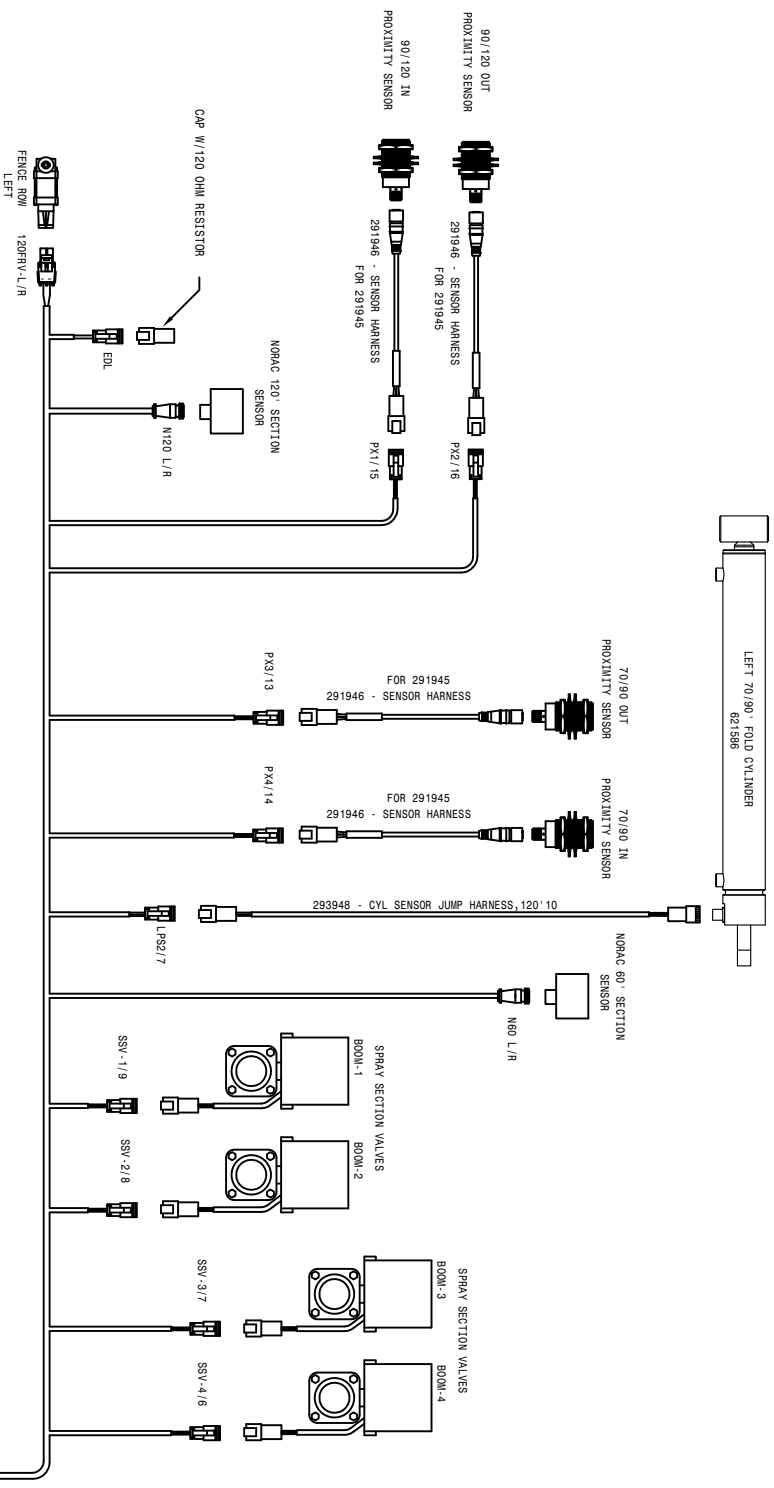 LEFT 70/90' FOLD CYLINDER
621586
90/120 OUT
PROXIMITY SENSOR
90/120 IN
PROXIMITY SENSOR
291946 - SENSOR HARNESS
FOR 291945
291946 - SENSOR HARNESS
FOR 291945
PX2/16
PX1/15
CAP W/120 OHM RESISTOR
FENCE ROW
LEFT
120FRV-L/R
EDL
NORAC 120' SECTION
SENSOR
N120 L/R
70/90 OUT
PROXIMITY SENSOR
FOR 291945
291946 - SENSOR HARNESS
PX3/13
70/90 IN
PROXIMITY SENSOR
FOR 291945
291946 - SENSOR HARNESS
PX4/14
293948 - CYL SENSOR JUMP HARNESS,120'10
LPS2/7
NORAC 60' SECTION
SENSOR
N60 L/R
SPRAY SECTION VALVES
BOOM-1
BOOM-2
SSV-1/9
SSV-2/8
SPRAY SECTION VALVES
BOOM-3
BOOM-4
SSV-3/7
SSV-4/6